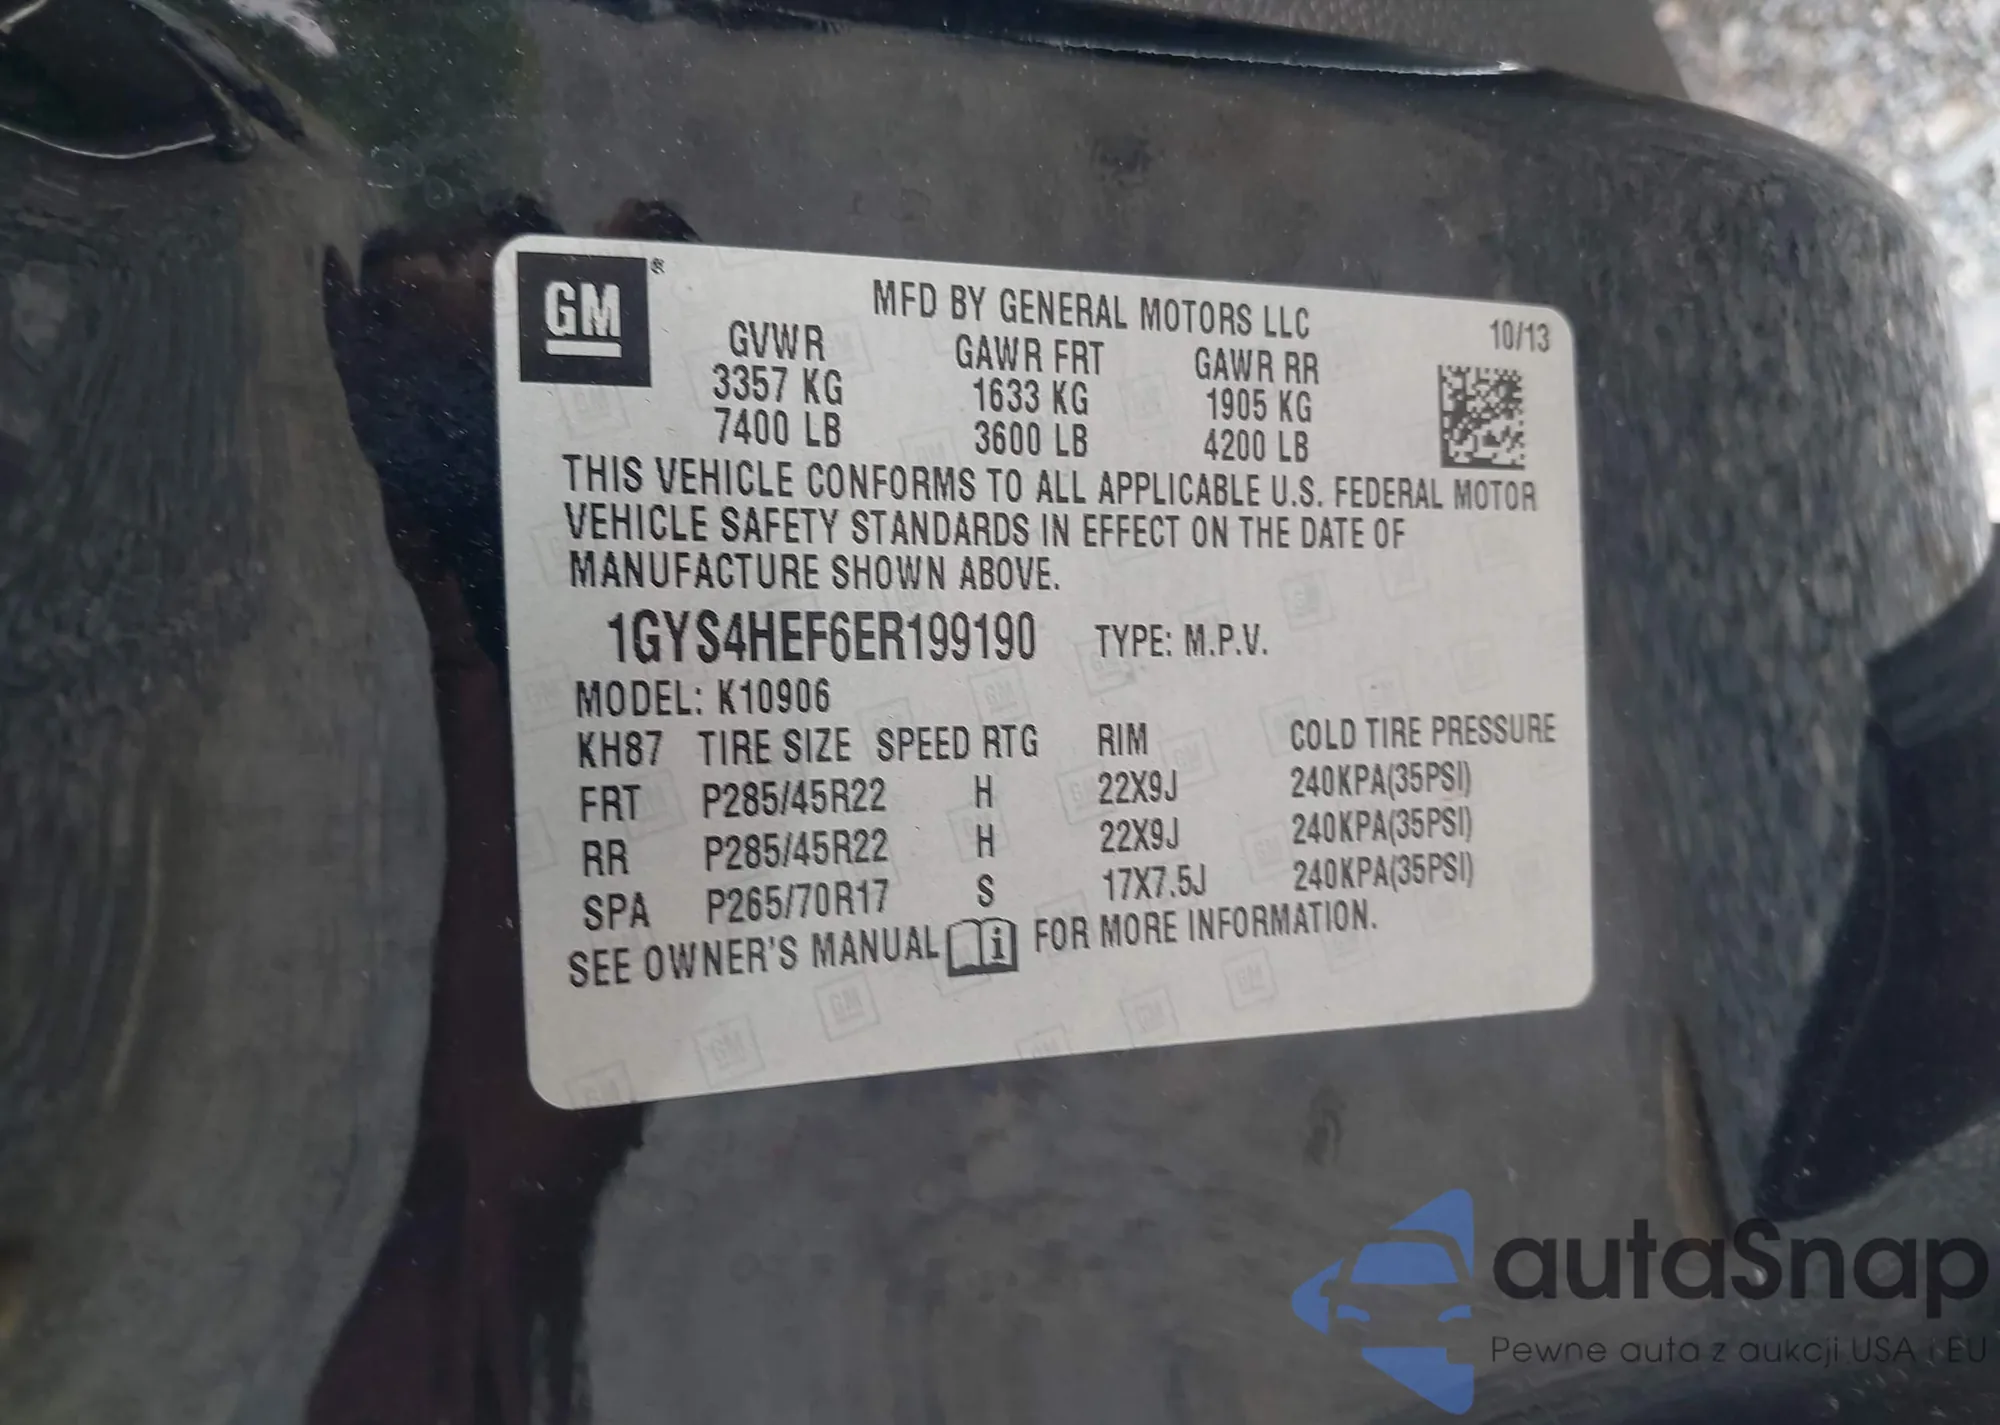 GM ®
MFD BY GENERAL MOTORS LLC
10/13
GVWR GAWR FRT GAWR RR
3357 KG 1633 KG 1905 KG
7400 LB 3600 LB 4200 LB
THIS VEHICLE CONFORMS TO ALL APPLICABLE U.S. FEDERAL MOTOR
VEHICLE SAFETY STANDARDS IN EFFECT ON THE DATE OF
MANUFACTURE SHOWN ABOVE.
1GYS4HEF6ER199190 TYPE: M.P.V.
MODEL: K10906
KH87 TIRE SIZE SPEED RTG RIM COLD TIRE PRESSURE
FRT P285/45R22 H 22X9J 240KPA(35PSI)
RR P285/45R22 H 22X9J 240KPA(35PSI)
SPA P265/70R17 S 17X7.5J 240KPA(35PSI)
SEE OWNER'S MANUAL i FOR MORE INFORMATION.
autaSnap
Pewne auta z aukcji USA i EU